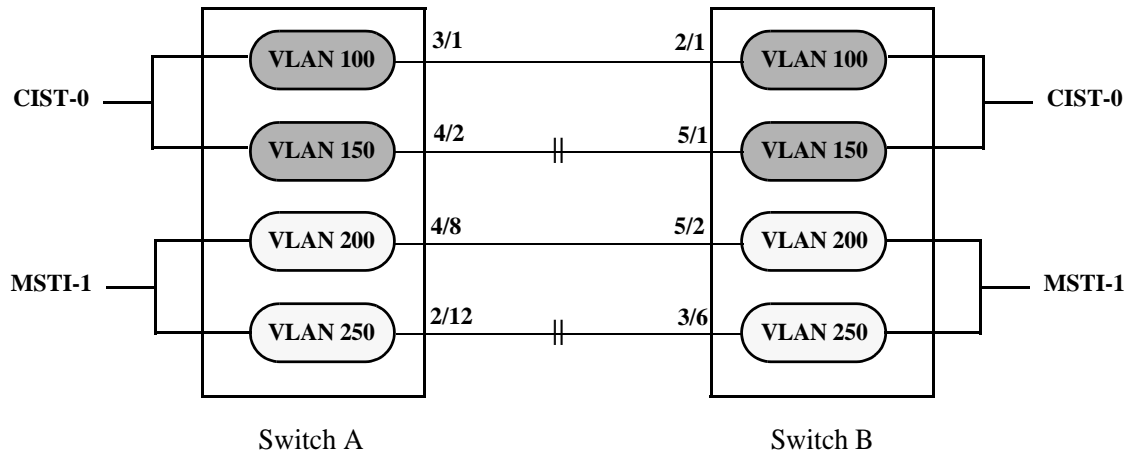 3/1
2/1
VLAN 100
VLAN 100
CIST-0
CIST-0
4/2
5/1
VLAN 150
VLAN 150
4/8
5/2
VLAN 200
VLAN 200
MSTI-1
MSTI-1
2/12
3/6
VLAN 250
VLAN 250
Switch A
Switch B